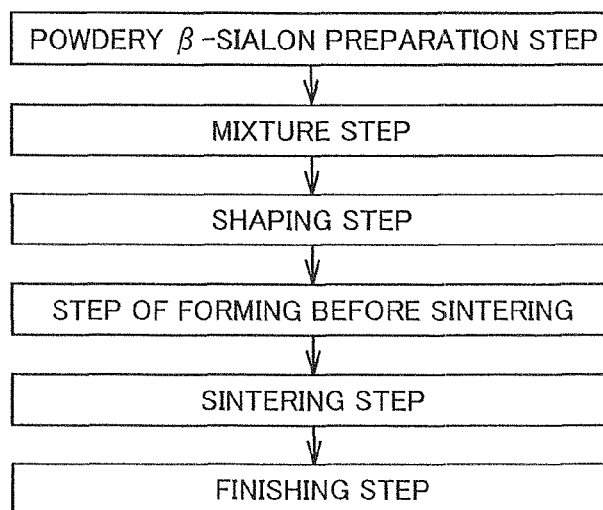 POWDERY β-SIALON PREPARATION STEP
MIXTURE STEP
SHAPING STEP
STEP OF FORMING BEFORE SINTERING
SINTERING STEP
FINISHING STEP